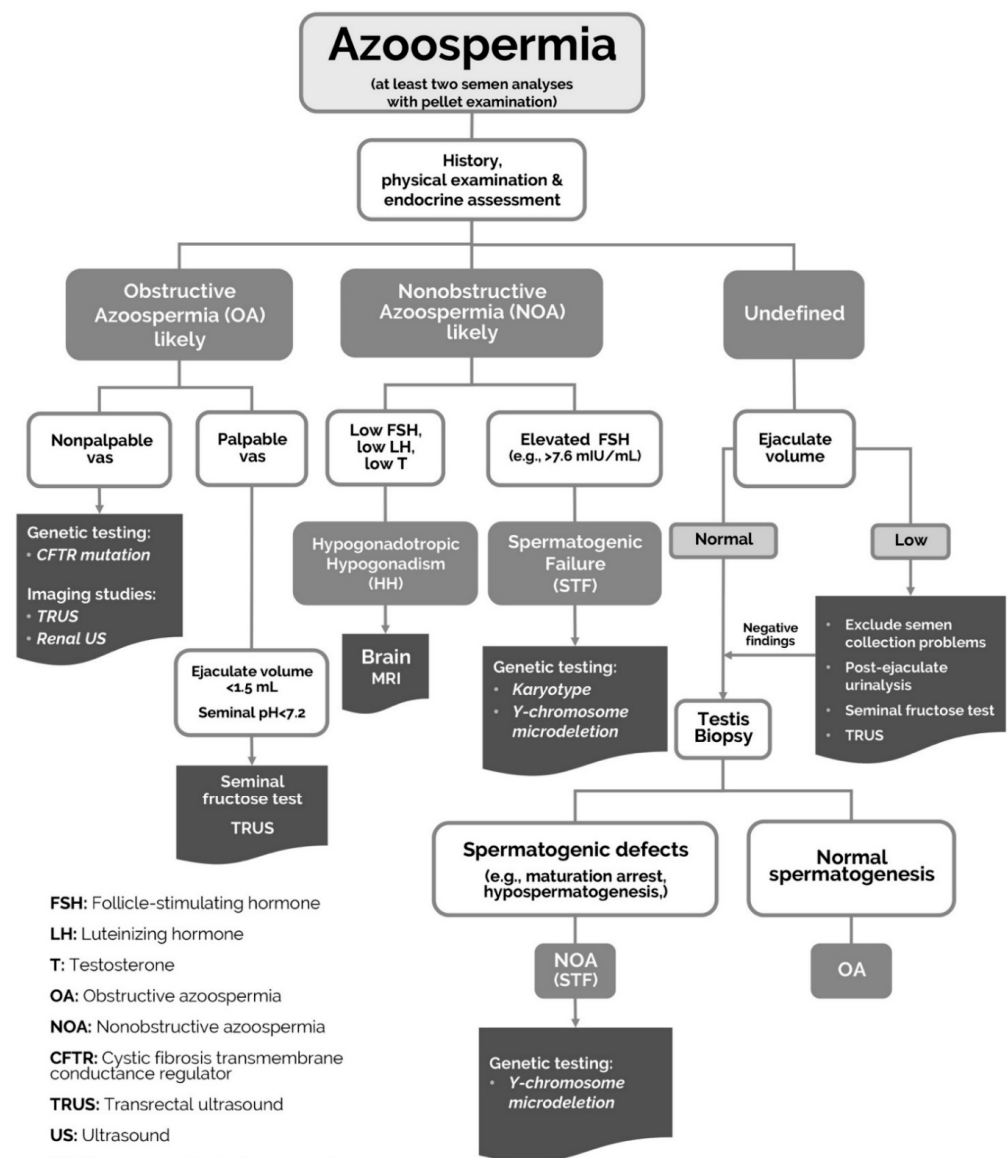 Azoospermia
(at least two semen analyses
with pellet examination)
History,
physical examination &
endocrine assessment
Obstructive
Azoospermia (OA)
likely
Nonobstructive
Azoospermia (NOA)
likely
Undefined
Nonpalpable
vas
Palpable
vas
Low FSH,
low LH,
low T
Elevated FSH
(e.g., >7.6 mIU/mL)
Ejaculate
volume
Genetic testing:
• CFTR mutation
Imaging studies:
• TRUS
• Renal US
Hypogonadotropic
Hypogonadism
(HH)
Spermatogenic
Failure
(STF)
Normal
Low
Ejaculate volume
<1.5 mL
Seminal pH<7.2
Brain
MRI
Genetic testing:
• Karyotype
• Y-chromosome
microdeletion
Negative
findings
• Exclude semen
collection problems
• Post-ejaculate
urinalysis
• Seminal fructose test
• TRUS
Testis
Biopsy
Seminal
fructose test
TRUS
Spermatogenic defects
(e.g., maturation arrest,
hypospermatogenesis,)
Normal
spermatogenesis
NOA
(STF)
OA
Genetic testing:
• Y-chromosome
microdeletion
FSH: Follicle-stimulating hormone
LH: Luteinizing hormone
T: Testosterone
OA: Obstructive azoospermia
NOA: Nonobstructive azoospermia
CFTR: Cystic fibrosis transmembrane
conductance regulator
TRUS: Transrectal ultrasound
US: Ultrasound